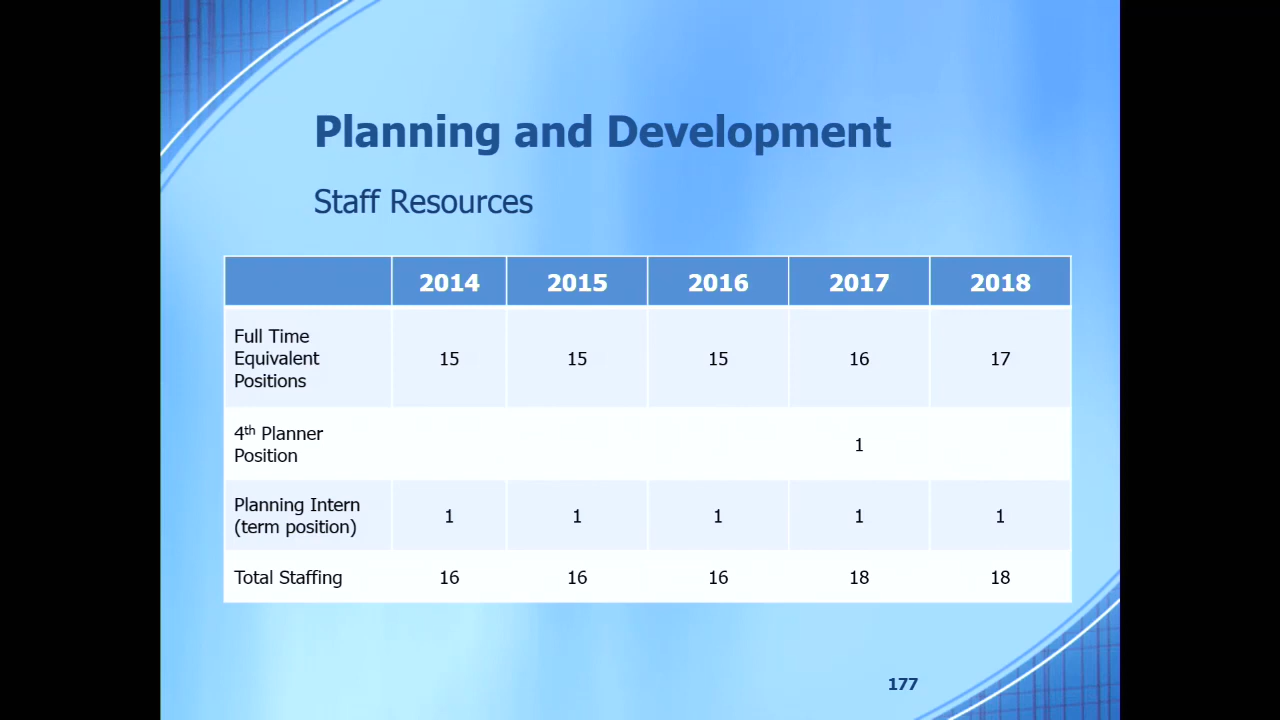 Planning and Development
Staff Resources
2014 2015 2016 2017 2018
Full Time
Equivalent
Positions
15 15 15 16 17
4th Planner
Position
1
Planning Intern
(term position)
1 1 1 1 1
Total Staffing 16 16 16 18 18
177